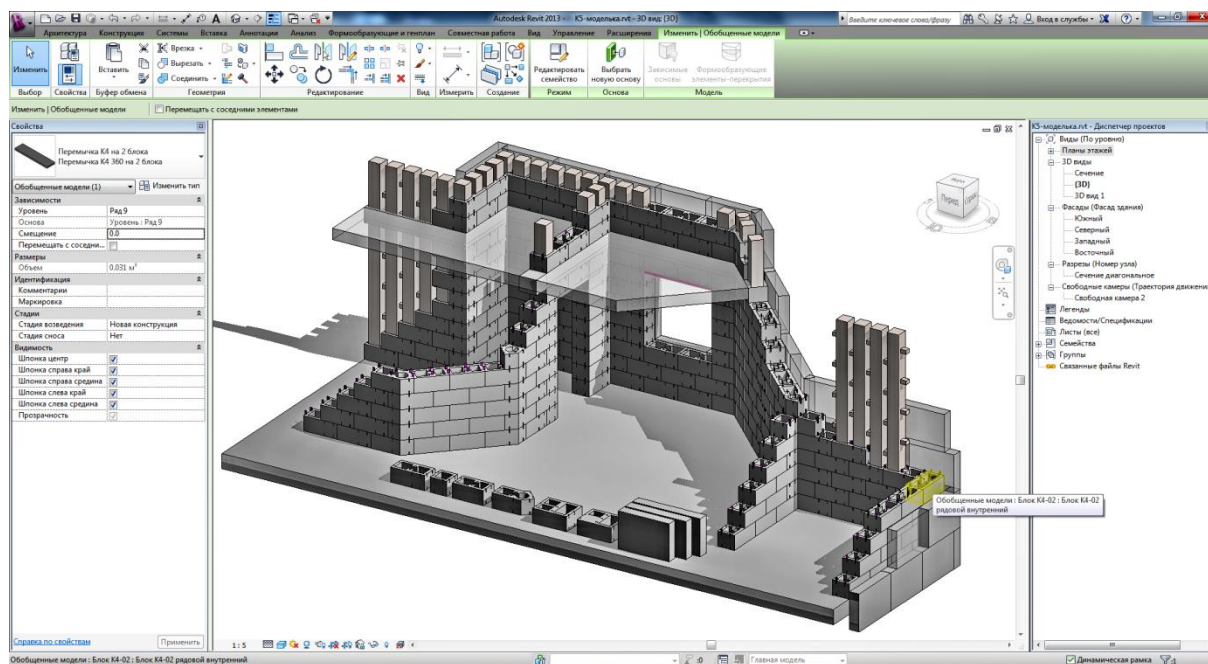 Autodesk Revit 2013 - K5-моделька.rvt - 3D вид: {3D}
Введите ключевое слово/фразу
Вход в службы
Архитектура Конструкция Системы Вставка Аннотации Анализ Формообразующие и генплан Совместная работа Вид Управление Расширения Изменить | Обобщенные модели
Изменить
Вставить
Врезка
Вырезать
Соединить
Редактировать семейство
Выбрать новую основу
Зависимые основы
Формообразующие элементы-перекрытия
Выбор Свойства Буфер обмена Геометрия Редактирование Вид Измерить Создание Режим Основа Модель
Изменить | Обобщенные модели
Перемещать с соседними элементами
Свойства
Перемычка К4 на 2 блока
Перемычка К4 360 на 2 блока
Обобщенные модели (1)
Изменить тип
Зависимости
Уровень Ряд 9
Основа Уровень : Ряд 9
Смещение 0.0
Перемещать с соседни...
Размеры
Объем 0.031 м³
Идентификация
Комментарии
Маркировка
Стадии
Стадия возведения Новая конструкция
Стадия сноса Нет
Видимость
Шпонка центр
Шпонка справа край
Шпонка справа средина
Шпонка слева край
Шпонка слева средина
Прозрачность
Справка по свойствам
Применить
Перед
Обобщенные модели : Блок К4-02 : Блок К4-02
рядовой внутренний
1:5
K5-моделька.rvt - Диспетчер проектов
Виды (По уровню)
Планы этажей
3D виды
Сечение
{3D}
3D вид 1
Фасады (Фасад здания)
Южный
Северный
Западный
Восточный
Разрезы (Номер узла)
Сечение диагональное
Свободные камеры (Траектория движени
Свободная камера 2
Легенды
Ведомости/Спецификации
Листы (все)
Семейства
Группы
Связанные файлы Revit
Обобщенные модели : Блок К4-02 : Блок К4-02 рядовой внутренний
:0
Главная модель
Динамическая рамка
:1